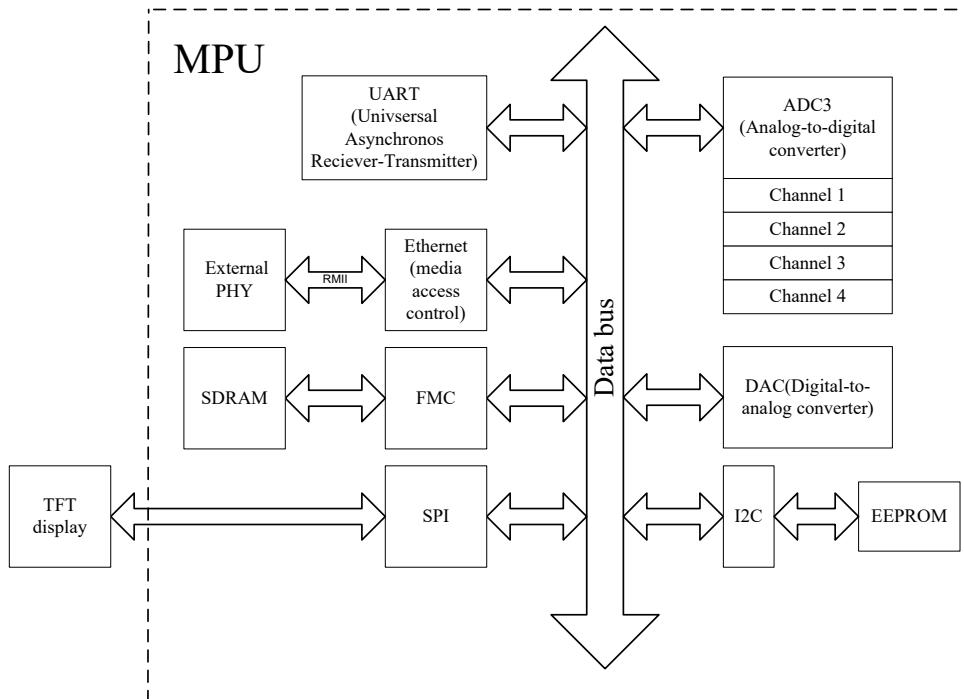 MPU
UART
(Univsersal
Asynchronos
Reciever-Transmitter)
ADC3
(Analog-to-digital
converter)
Channel 1
Channel 2
Channel 3
Channel 4
External
PHY
RMII
Ethernet
(media
access
control)
Data bus
SDRAM
FMC
DAC(Digital-to-
analog converter)
TFT
display
SPI
I2C
EEPROM